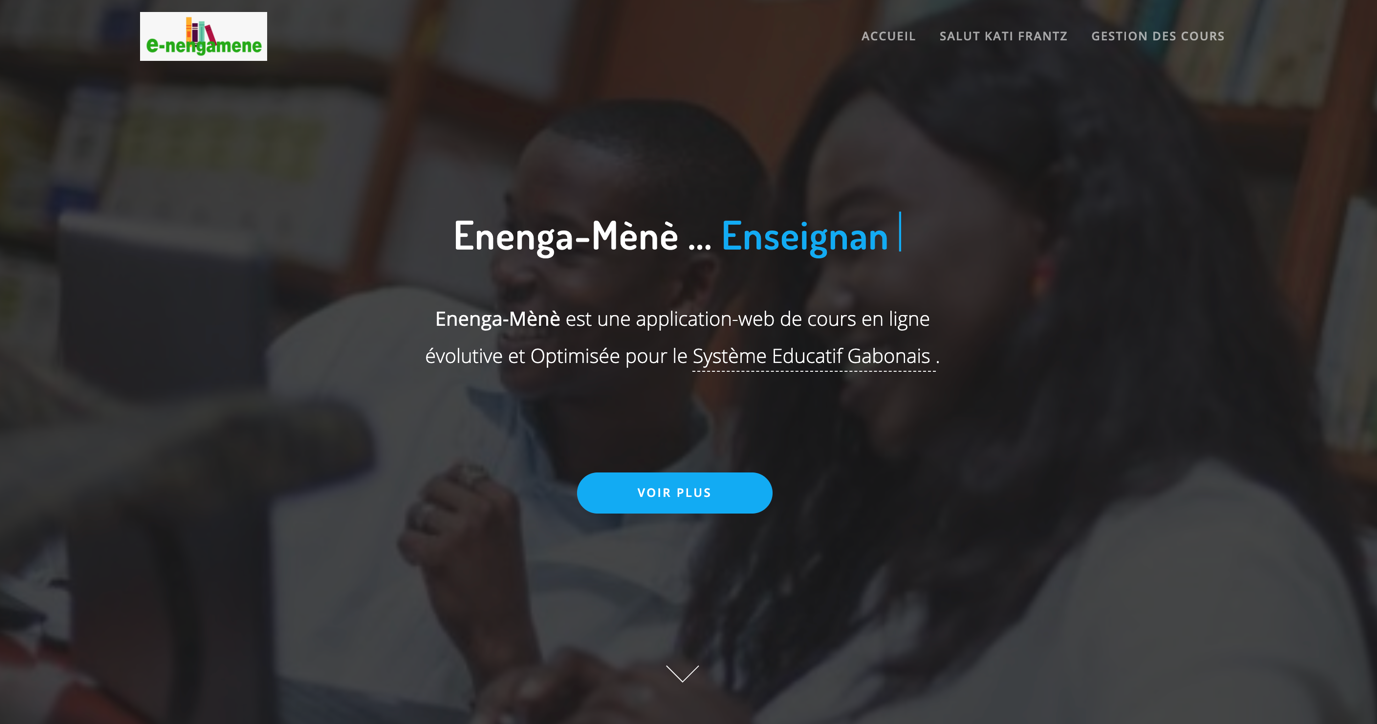 e-nengamene
ACCUEIL SALUT KATI FRANTZ GESTION DES COURS
Enenga-Mènè ... Enseignan
Enenga-Mènè est une application-web de cours en ligne
évolutive et Optimisée pour le Système Educatif Gabonais .
VOIR PLUS